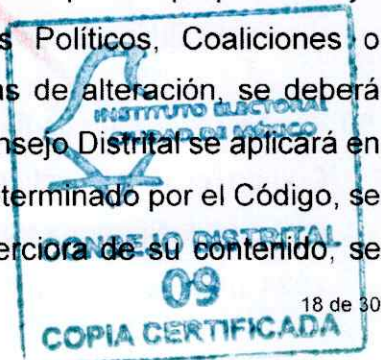 s Políticos, Coaliciones o
as de alteración, se deberá
INSTITUTO ELECTORAL
CIUDAD DE MÉXICO
nsejo Distrital se aplicará en
terminado por el Código, se
CONSEJO DISTRITAL
erciora de su contenido, se
09
18 de 30
COPIA CERTIFICADA